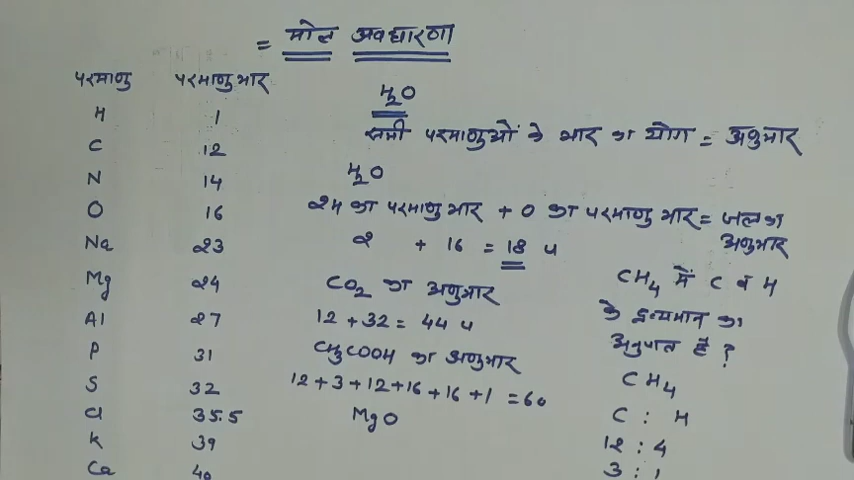 = मोल अवधारणा
परमाणु परमाणुभार
H 1
C 12
N 14
O 16
Na 23
Mg 24
Al 27
P 31
S 32
Cl 35.5
K 39
Ca 40
H₂O
सभी परमाणुओं के भार का योग = अणुभार
H₂O
2H का परमाणुभार + O का परमाणुभार = जल का अणुभार
2 + 16 = 18 u
CO₂ का अणुभार
12 + 32 = 44 u
CH₃COOH का अणुभार
12 + 3 + 12 + 16 + 16 + 1 = 60
MgO
CH₄ में C व H
के द्रव्यमान का
अनुपात है ?
CH₄
C : H
12 : 4
3 : 1